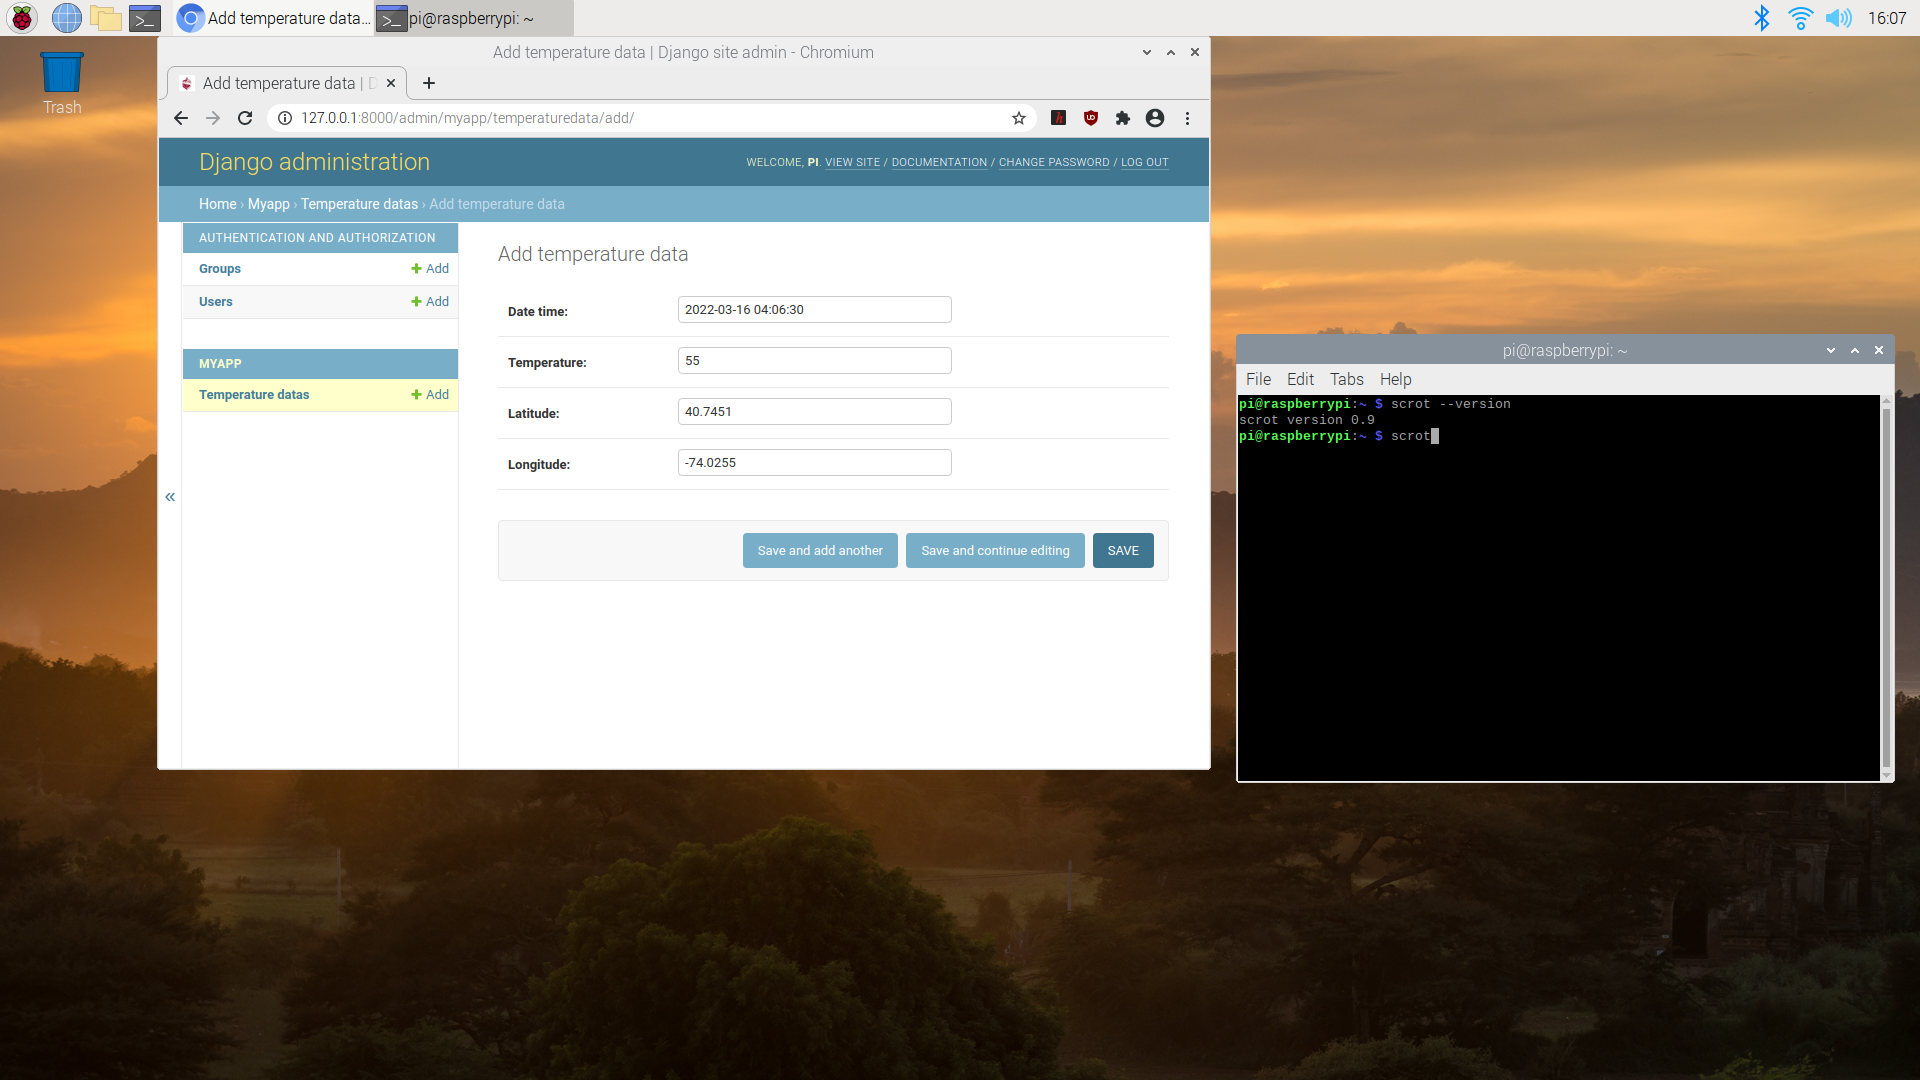 Add temperature data...
pi@raspberrypi: ~
16:07
Trash
Add temperature data | Django site admin - Chromium
Add temperature data | D
127.0.0.1:8000/admin/myapp/temperaturedata/add/
Django administration
WELCOME, PI. VIEW SITE / DOCUMENTATION / CHANGE PASSWORD / LOG OUT
Home › Myapp › Temperature datas › Add temperature data
AUTHENTICATION AND AUTHORIZATION
Groups + Add
Users + Add
MYAPP
Temperature datas + Add
«
Add temperature data
Date time: 2022-03-16 04:06:30
Temperature: 55
Latitude: 40.7451
Longitude: -74.0255
Save and add another Save and continue editing SAVE
pi@raspberrypi: ~
File Edit Tabs Help
pi@raspberrypi:~ $ scrot --version
scrot version 0.9
pi@raspberrypi:~ $ scrot